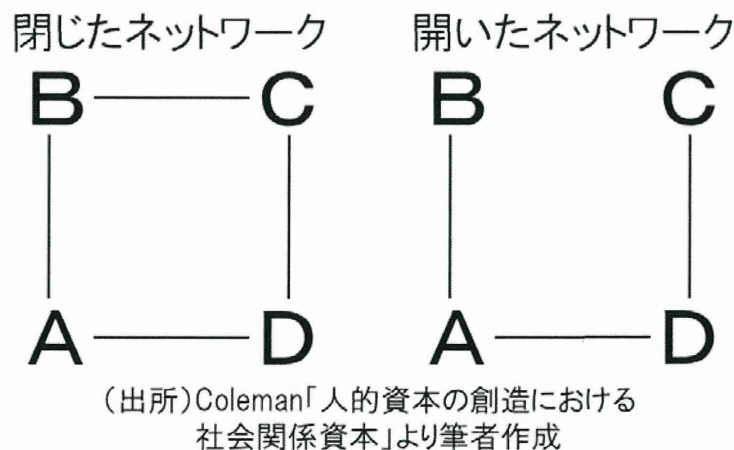 閉じたネットワーク 開いたネットワーク
B C B C
A D A D
(出所)Coleman「人的資本の創造における
社会関係資本」より筆者作成